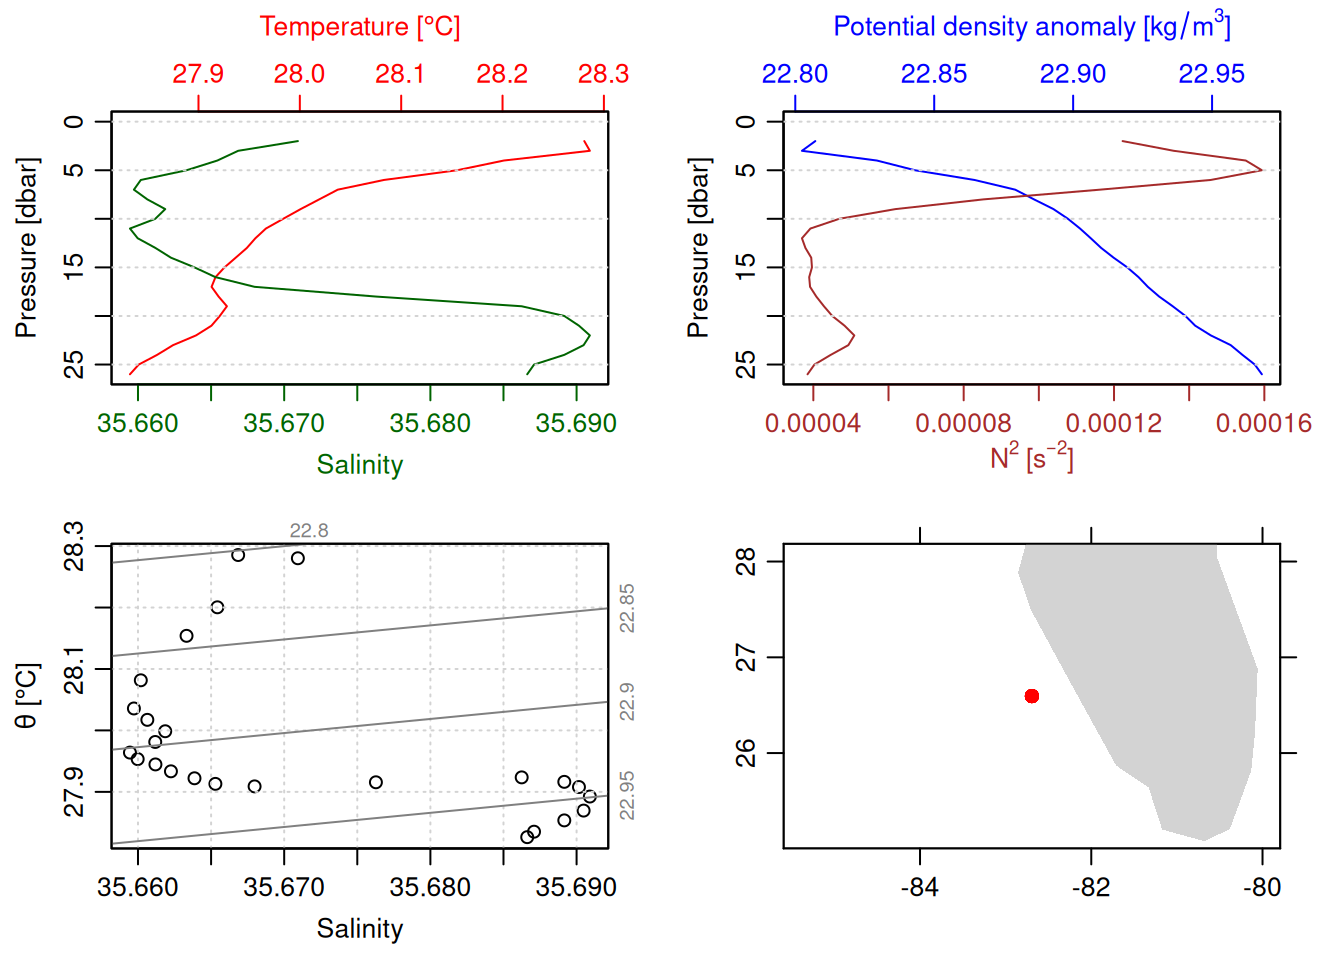 Temperature [°C]
27.9 28.0 28.1 28.2 28.3
Pressure [dbar]
0
5
15
25
35.660 35.670 35.680 35.690
Salinity
Potential density anomaly [kg/m³]
22.80 22.85 22.90 22.95
Pressure [dbar]
0
5
15
25
0.00004 0.00008 0.00012 0.00016
N² [s⁻²]
22.8
22.85
22.9
22.95
θ [°C]
28.3
28.1
27.9
35.660 35.670 35.680 35.690
Salinity
28
27
26
-84 -82 -80